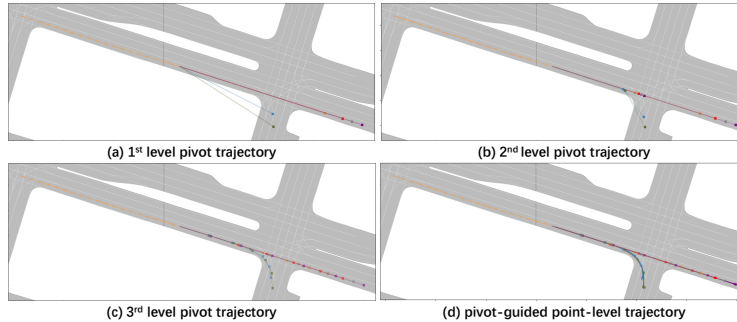 (a) 1st level pivot trajectory
(b) 2nd level pivot trajectory
(c) 3rd level pivot trajectory
(d) pivot-guided point-level trajectory